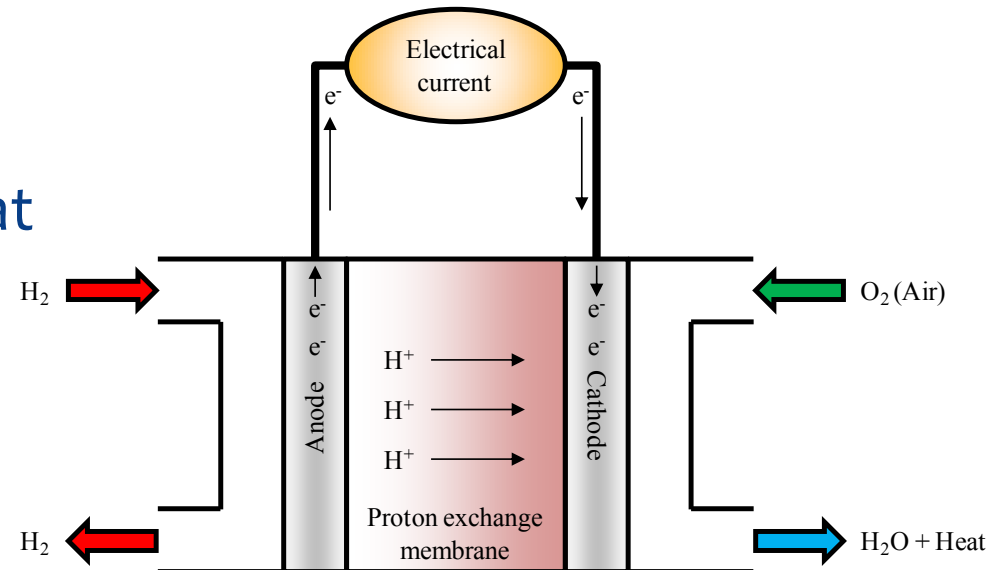 Electrical
current
e-
e-
at
H2
O2 (Air)
e-
e-
e-
e-
H+
H+
H+
Anode
Cathode
Proton exchange
membrane
H2
H2O + Heat